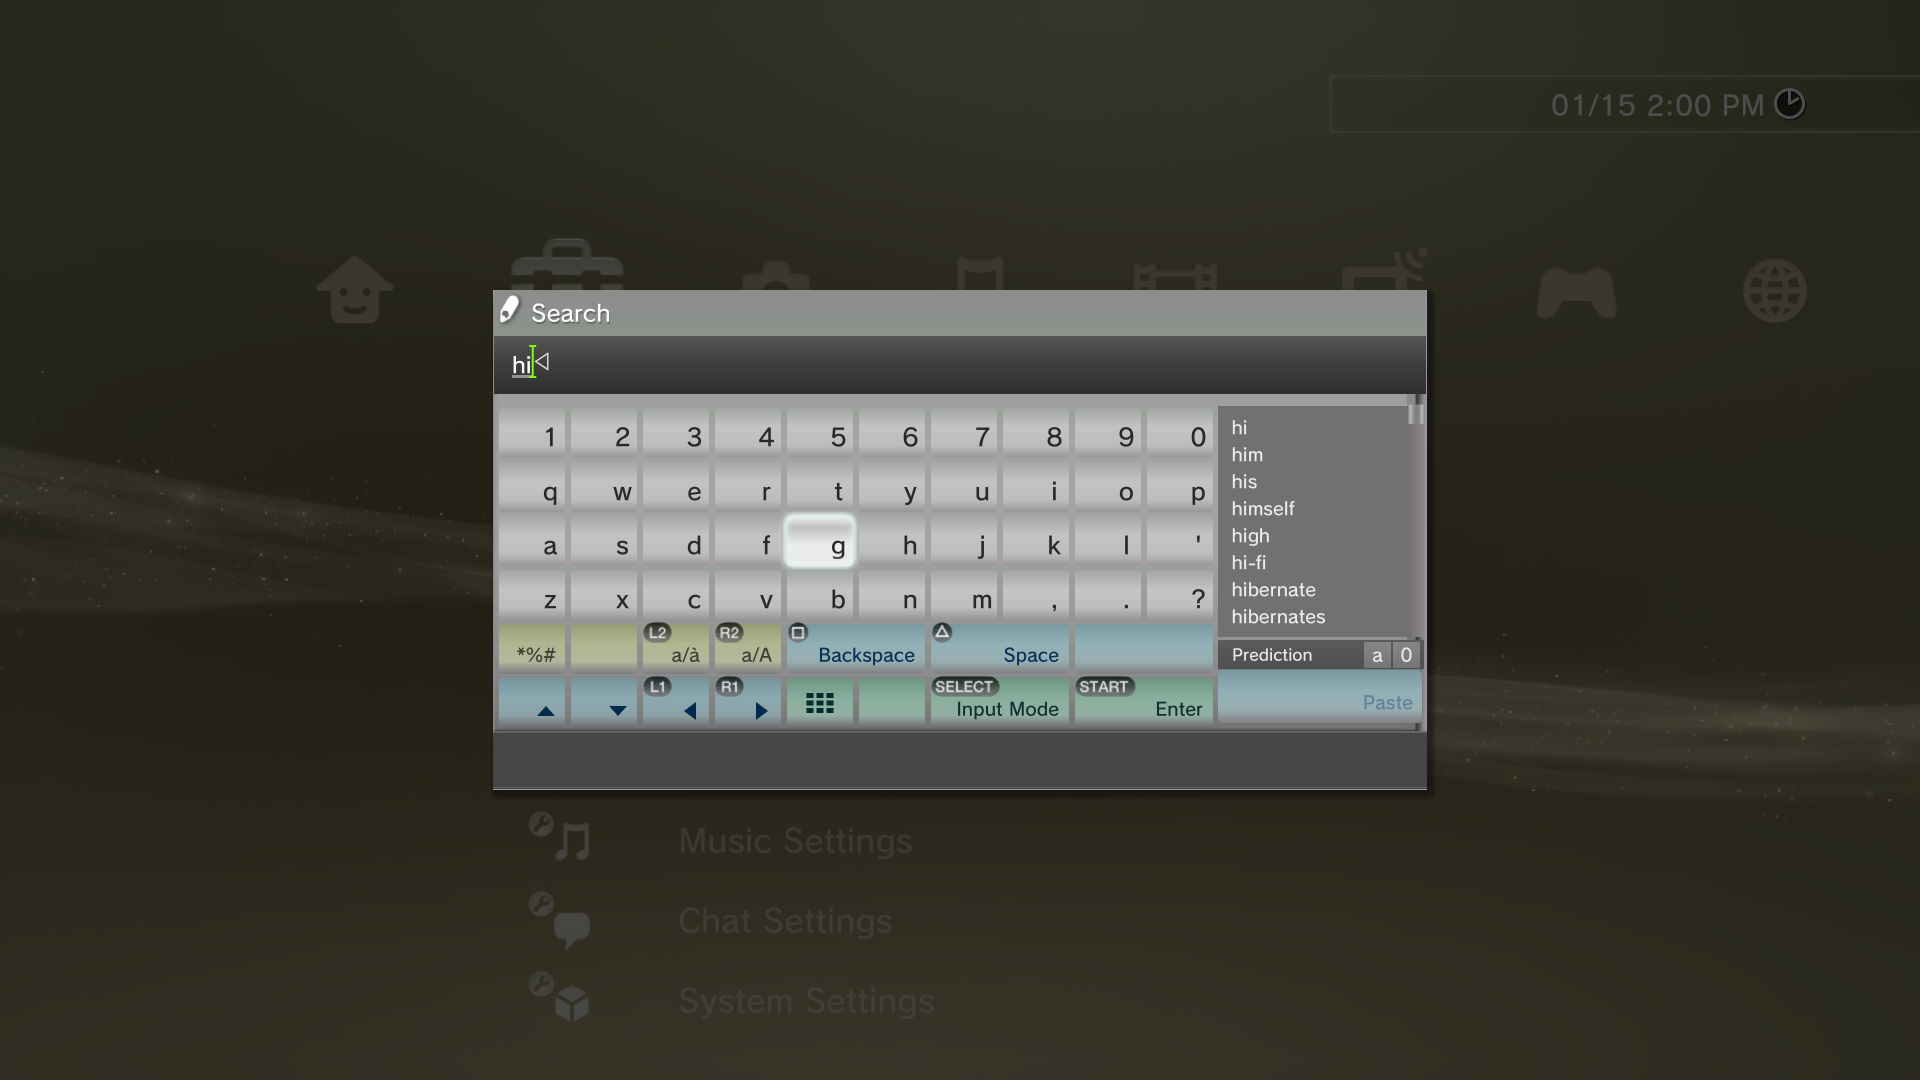 01/15 2:00 PM
Search
hi
1 2 3 4 5 6 7 8 9 0
q w e r t y u i o p
a s d f g h j k l '
z x c v b n m , . ?
*%# L2 a/à R2 a/A Backspace Space
L1 R1 SELECT Input Mode START Enter
hi
him
his
himself
high
hi-fi
hibernate
hibernates
Prediction a 0
Paste
Music Settings
Chat Settings
System Settings